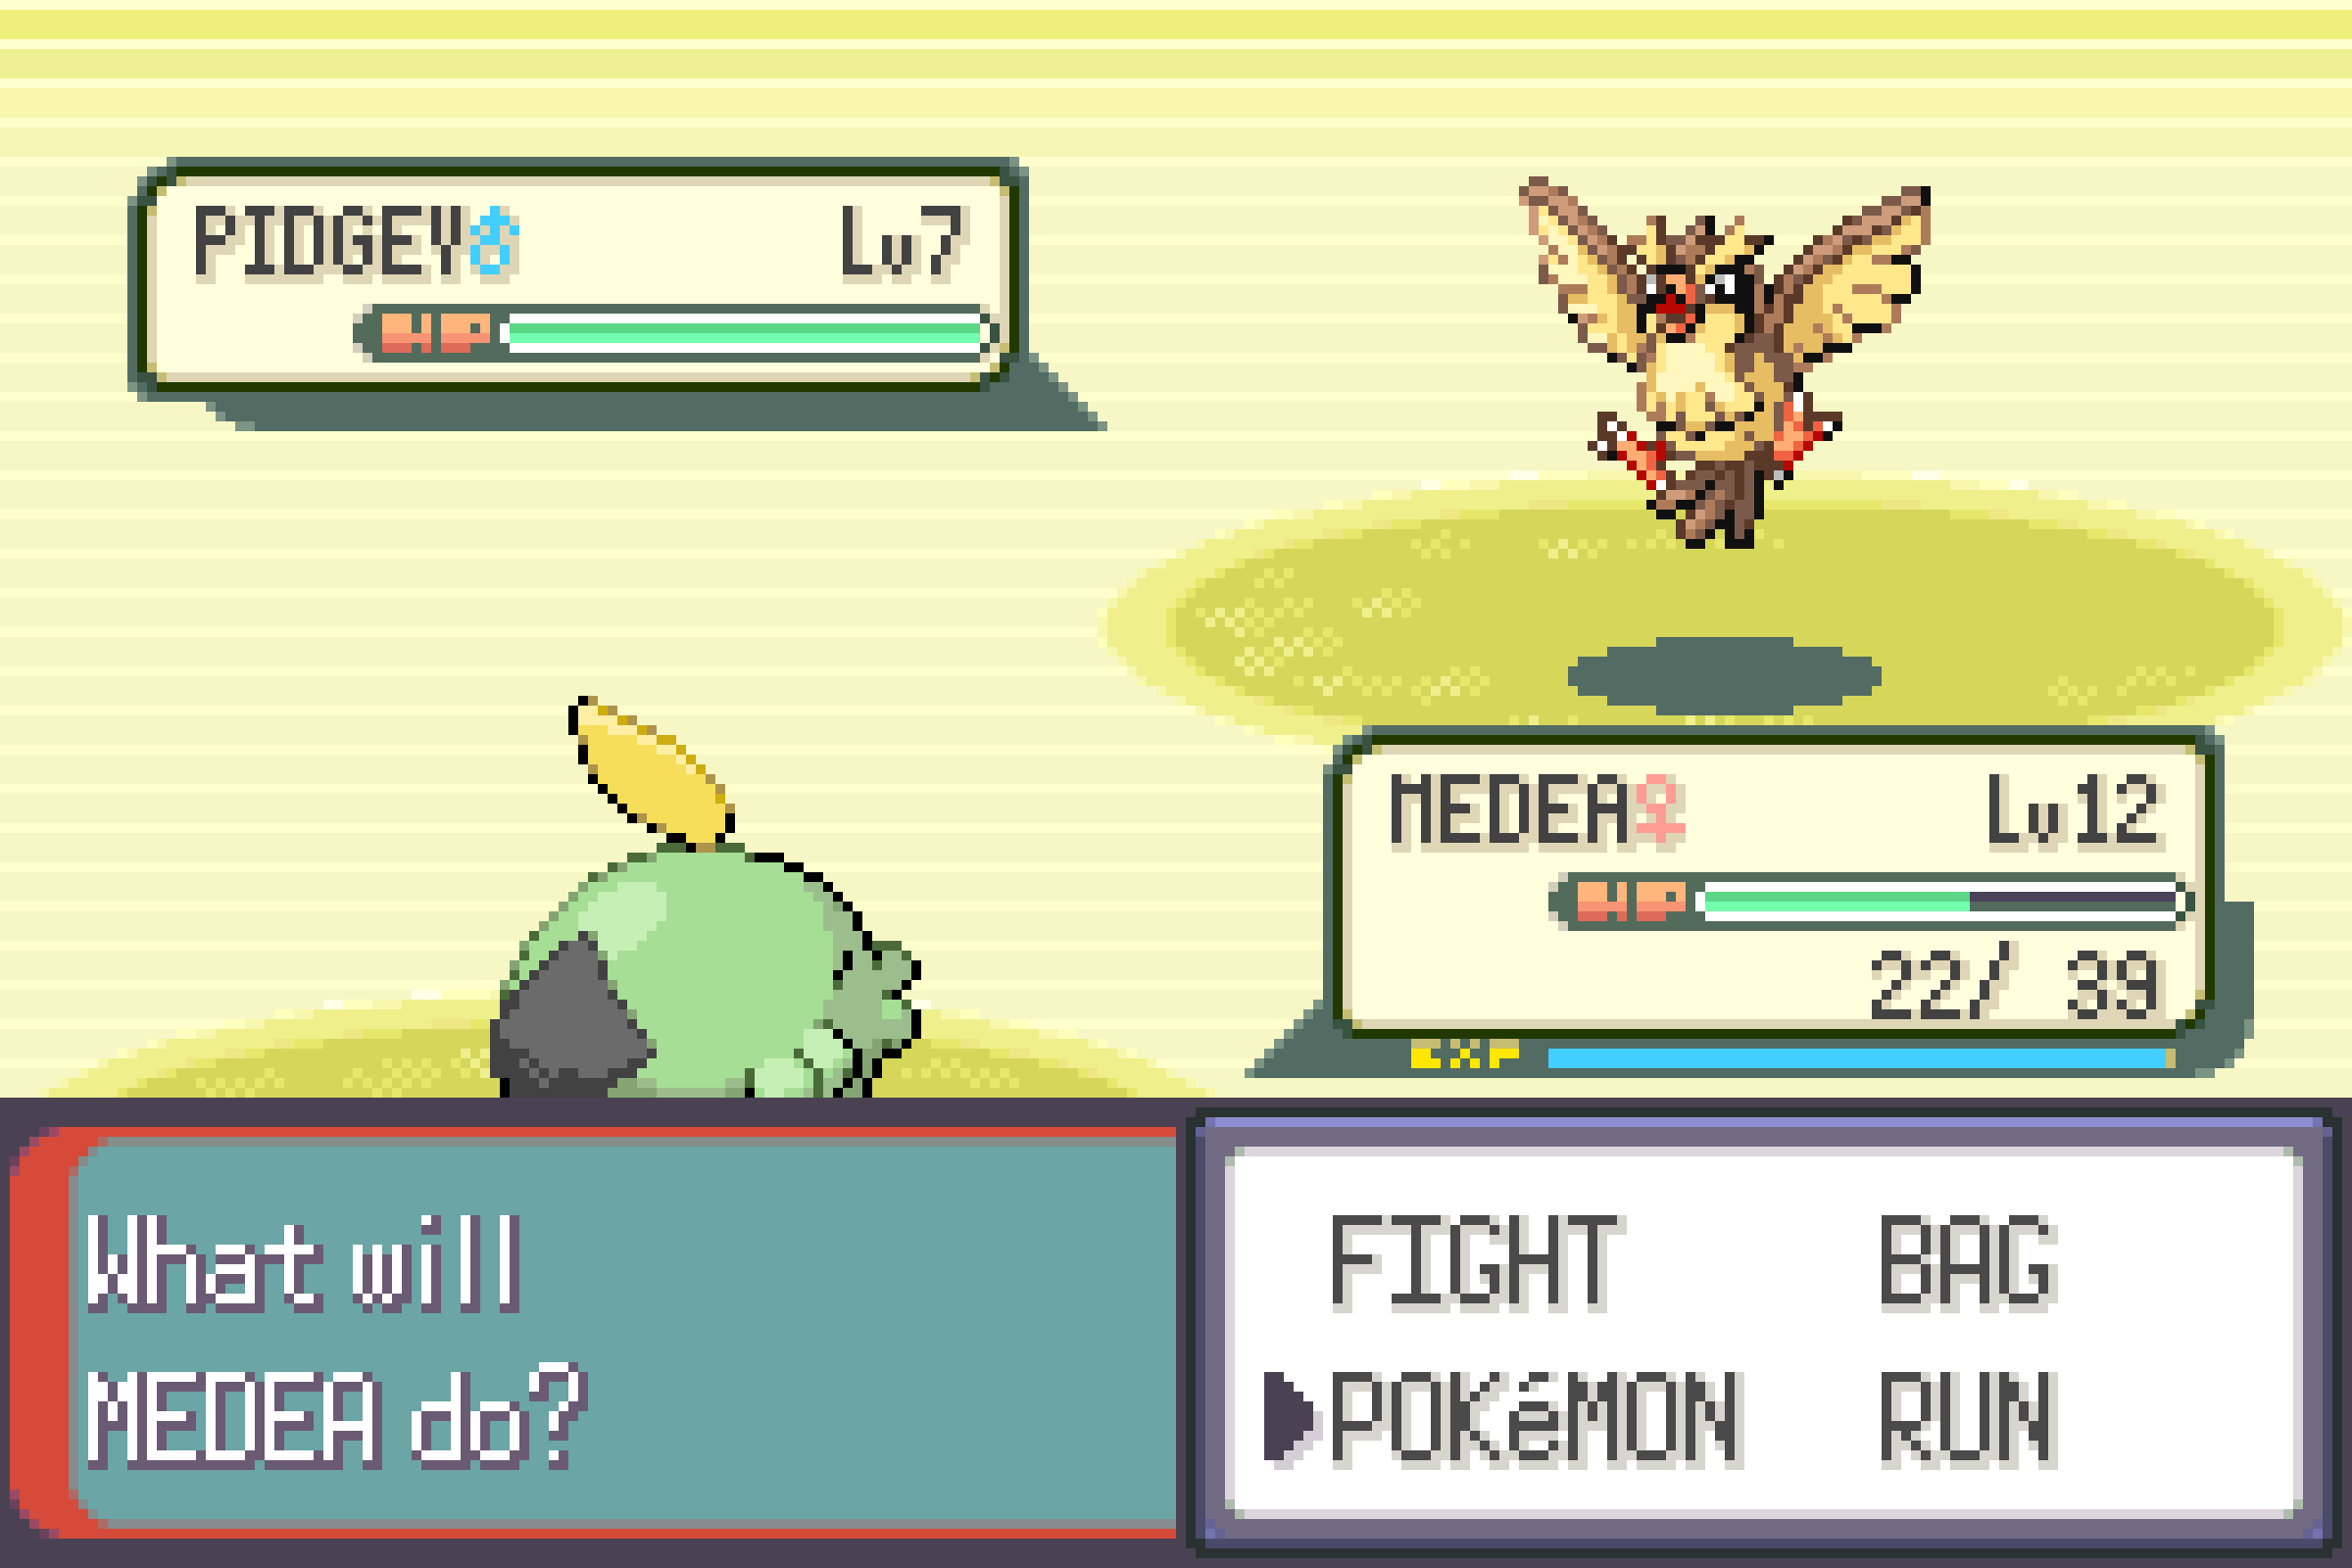 PIDGEY♂ Lv7
HP
MEDEA♀ Lv12
HP
22/ 39
EXP
What will
MEDEA do?
FIGHT BAG
POKéMON RUN